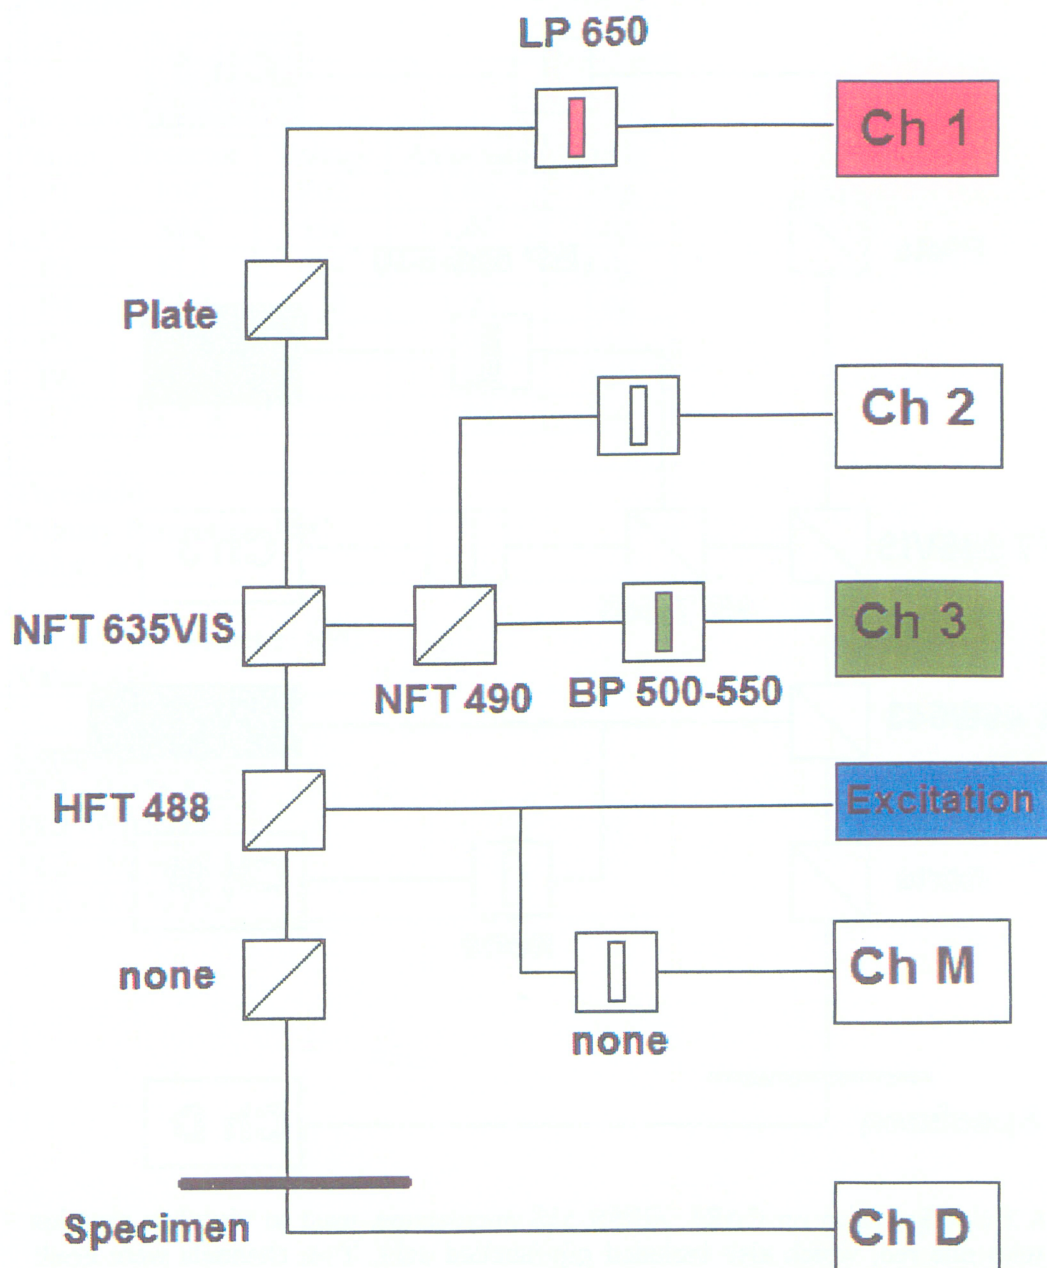 LP 650
Ch 1
Plate
Ch 2
NFT 635VIS
NFT 490
BP 500-550
Ch 3
HFT 488
Excitation
none
none
Ch M
Specimen
Ch D